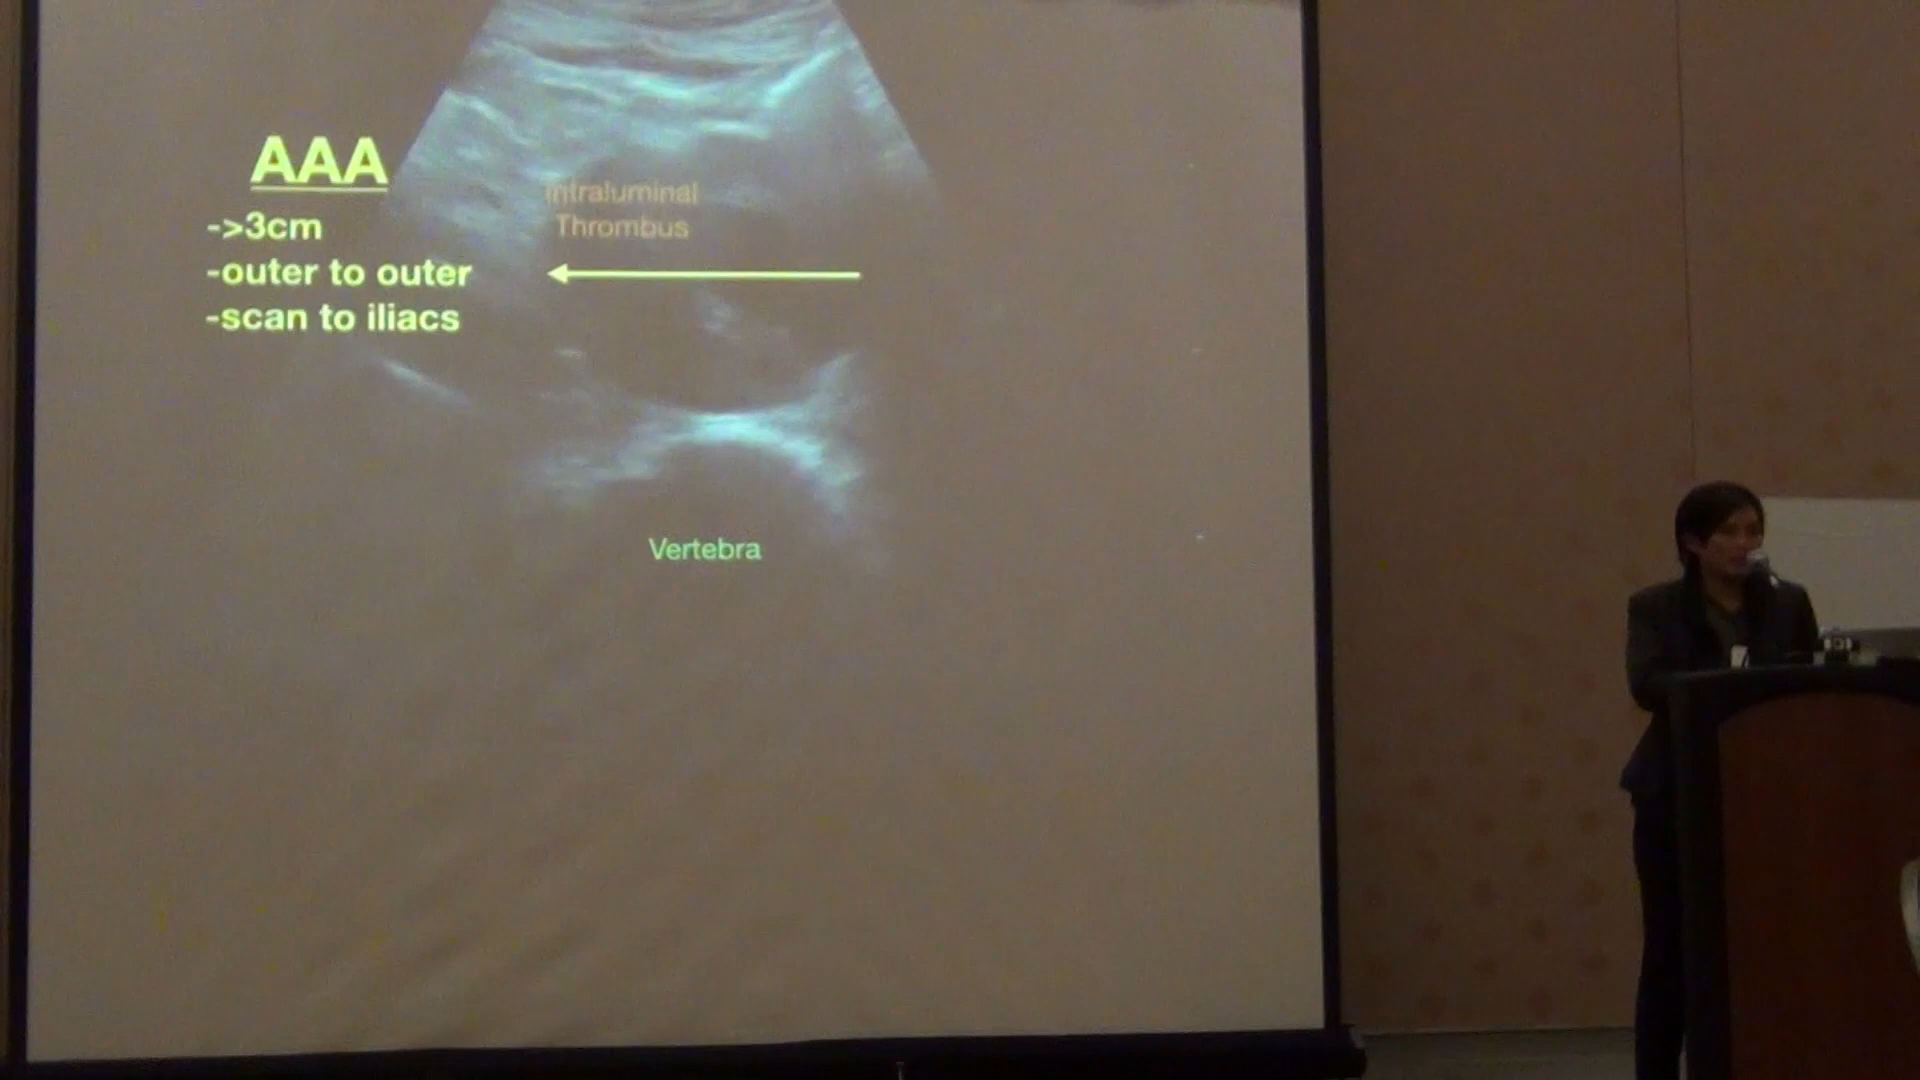 AAA
->3cm
-outer to outer
-scan to iliacs
Intraluminal
Thrombus
Vertebra